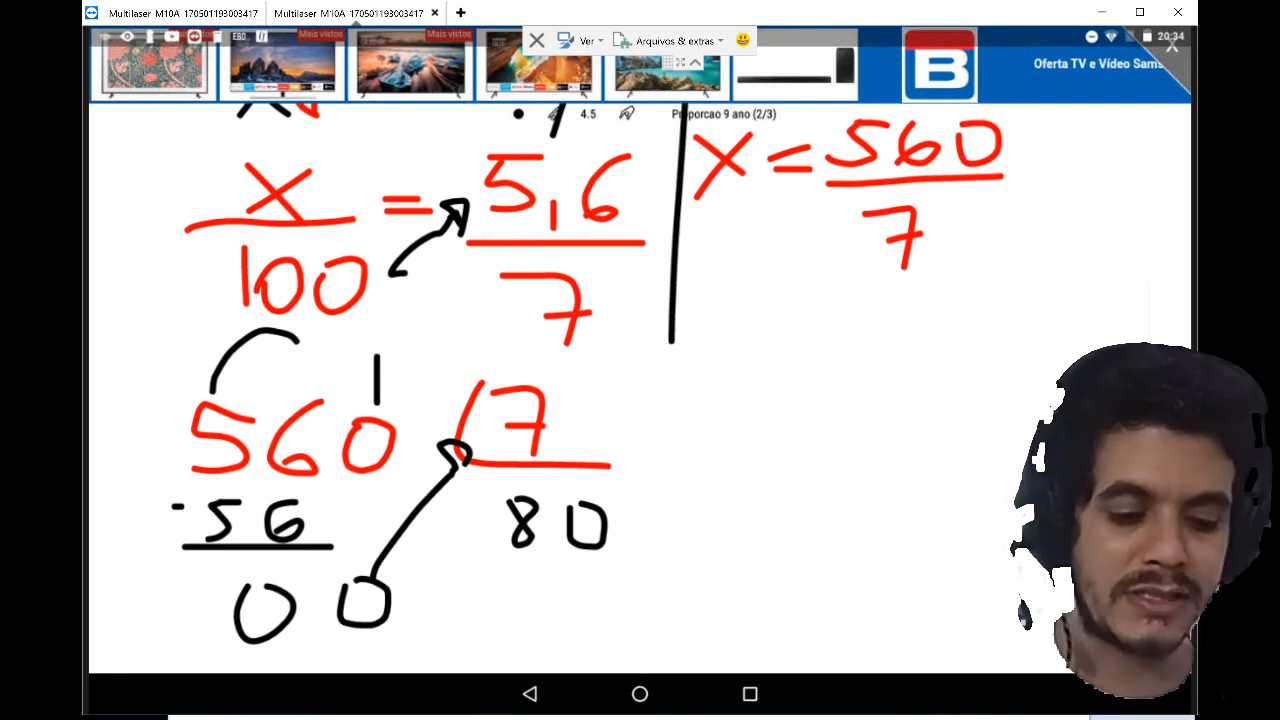 Multilaser M10A 170501193003417
Multilaser M10A 170501193003417
Mais vistos
Mais vistos
EBD
Ver
Arquivos & extras
20:34
B
Oferta TV e Vídeo Sams
4.5
Proporcao 9 ano (2/3)
x/100 = 5,6/7
x = 560/7
560 | 7
- 56
80
0 0